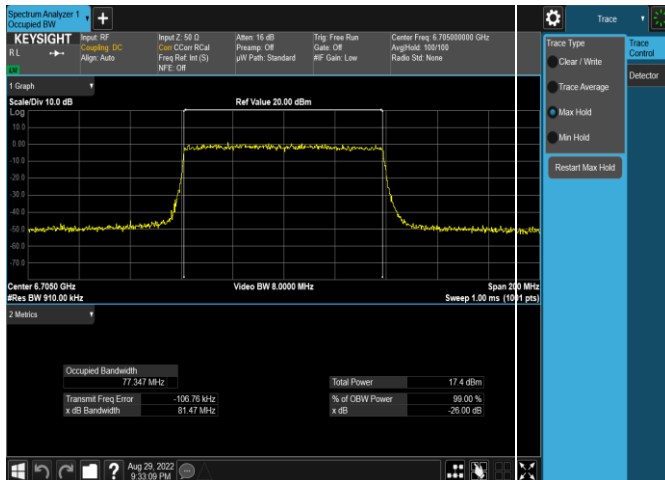 Spectrum Analyzer 1
Occupied BW
KEYSIGHT
RL
Input: RF
Coupling: DC
Align: Auto
Input Z: 50 Ω
Corr CCorr RCal
Freq Ref: Int (S)
NFE: Off
Atten: 16 dB
Preamp: Off
µW Path: Standard
Trig: Free Run
Gate: Off
#IF Gain: Low
Center Freq: 6.705000000 GHz
Avg|Hold: 100/100
Radio Std: None
1 Graph
Scale/Div 10.0 dB
Ref Value 20.00 dBm
Log
10.0
0.00
-10.0
-20.0
-30.0
-40.0
-50.0
-60.0
-70.0
Center 6.7050 GHz
#Res BW 910.00 kHz
Video BW 8.0000 MHz
Span 200 MHz
Sweep 1.00 ms (1001 pts)
2 Metrics
Occupied Bandwidth
77.347 MHz
Transmit Freq Error -106.76 kHz
x dB Bandwidth 81.47 MHz
Total Power 17.4 dBm
% of OBW Power 99.00 %
x dB -26.00 dB
Aug 29, 2022
9:33:09 PM
Trace
Trace Type
Clear / Write
Trace Average
Max Hold
Min Hold
Restart Max Hold
Trace
Control
Detector